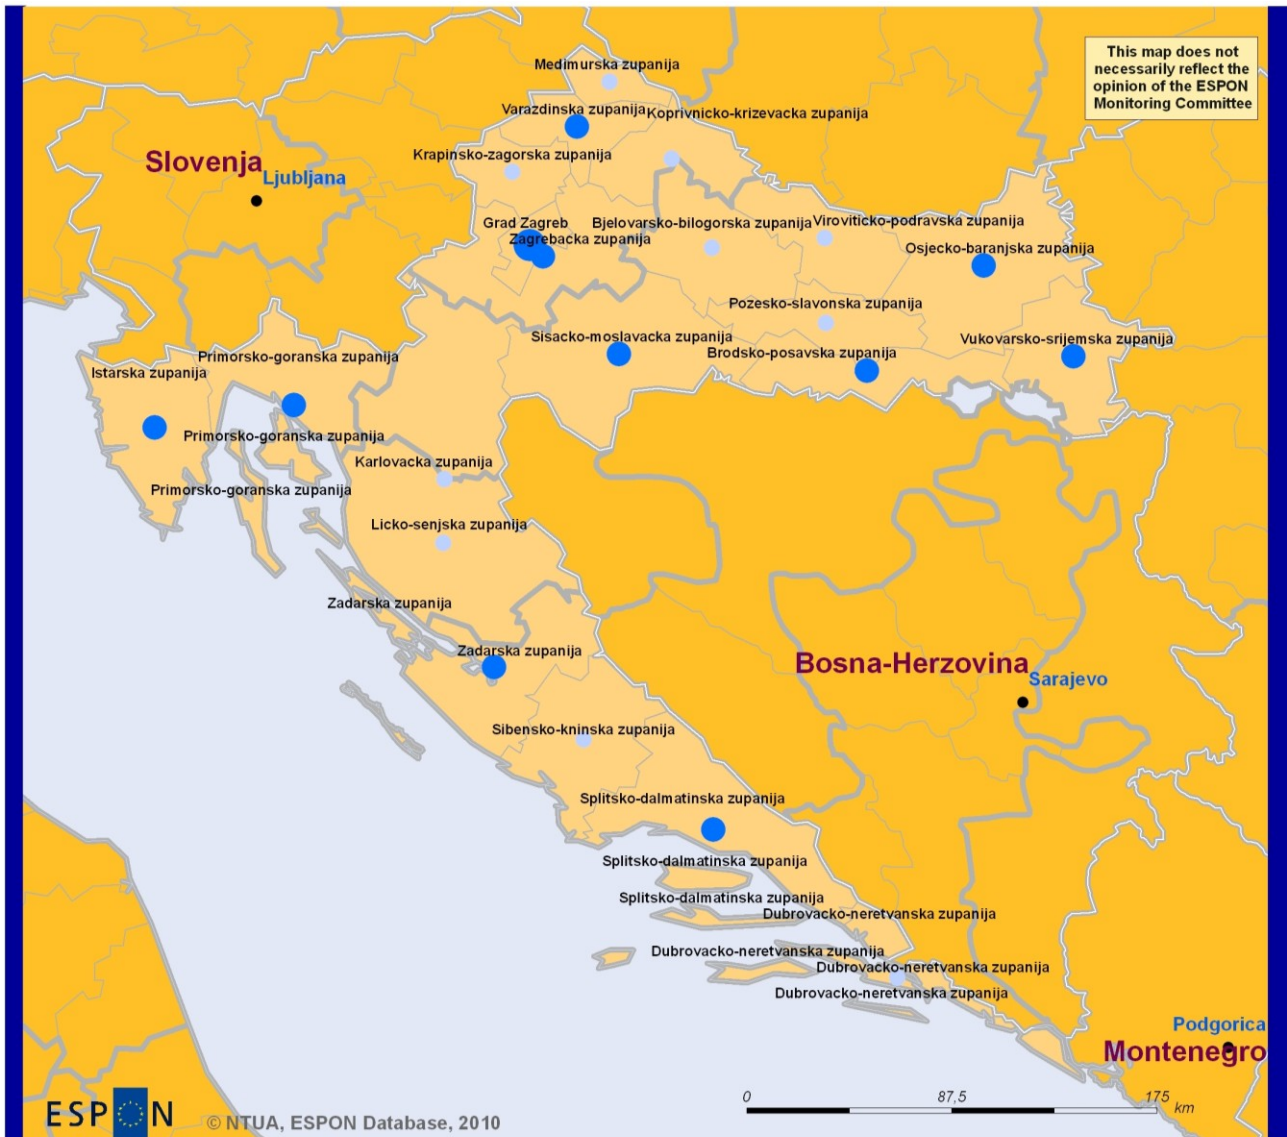 This map does not
necessarily reflect the
opinion of the ESPON
Monitoring Committee
Medimurska zupanija
Varazdinska zupanija
Koprivnicko-krizevacka zupanija
Krapinsko-zagorska zupanija
Slovenja
Ljubljana
Grad Zagreb
Bjelovarsko-bilogorska zupanija
Viroviticko-podravska zupanija
Zagrebacka zupanija
Osjecko-baranjska zupanija
Pozesko-slavonska zupanija
Sisacko-moslavacka zupanija
Vukovarsko-srijemska zupanija
Brodsko-posavska zupanija
Primorsko-goranska zupanija
Istarska zupanija
Primorsko-goranska zupanija
Karlovacka zupanija
Primorsko-goranska zupanija
Licko-senjska zupanija
Zadarska zupanija
Zadarska zupanija
Bosna-Herzovina
Sarajevo
Sibensko-kninska zupanija
Splitsko-dalmatinska zupanija
Splitsko-dalmatinska zupanija
Splitsko-dalmatinska zupanija
Dubrovacko-neretvanska zupanija
Dubrovacko-neretvanska zupanija
Dubrovacko-neretvanska zupanija
Dubrovacko-neretvanska zupanija
Podgorica
Montenegro
0 87,5 175
km
ESPON
© NTUA, ESPON Database, 2010